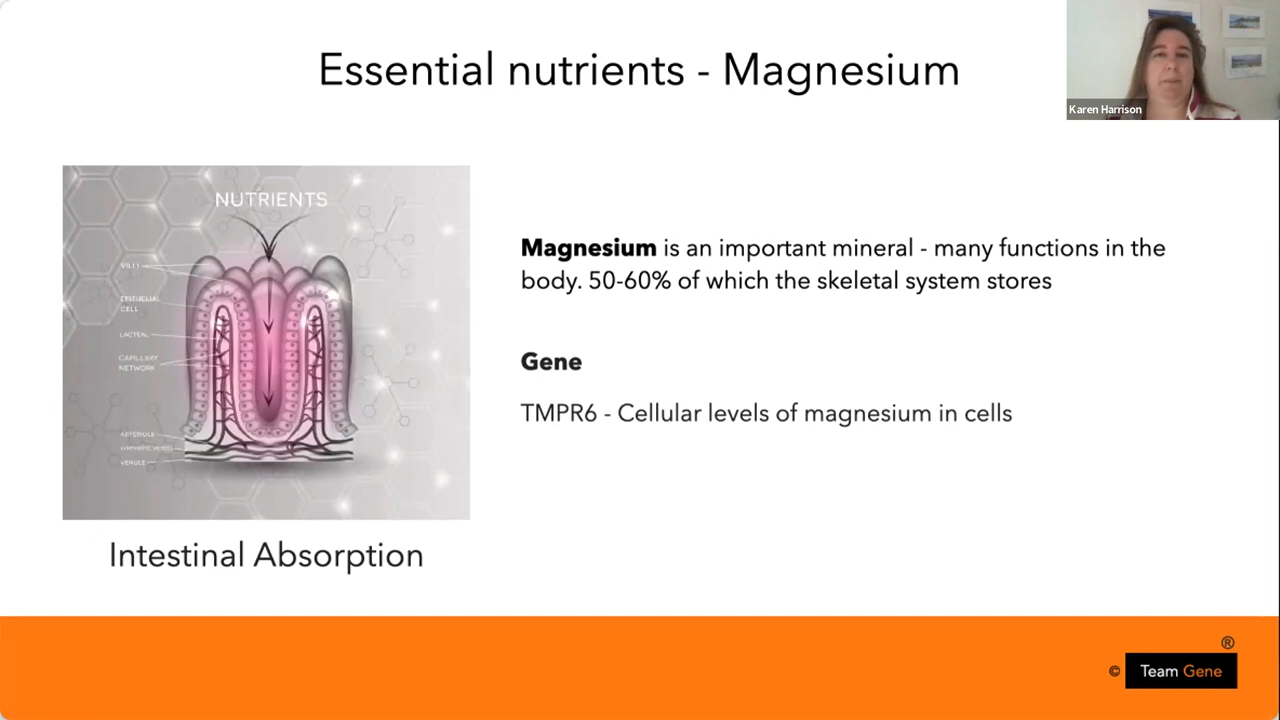 Essential nutrients - Magnesium
Karen Harrison
NUTRIENTS
VILLI
EPITHELIAL
CELL
LACTEAL
CAPILLARY
NETWORK
ARTERIOLE
LYMPHATIC VESSEL
VENULE
Intestinal Absorption
Magnesium is an important mineral - many functions in the
body. 50-60% of which the skeletal system stores
Gene
TMPR6 - Cellular levels of magnesium in cells
®
© Team Gene